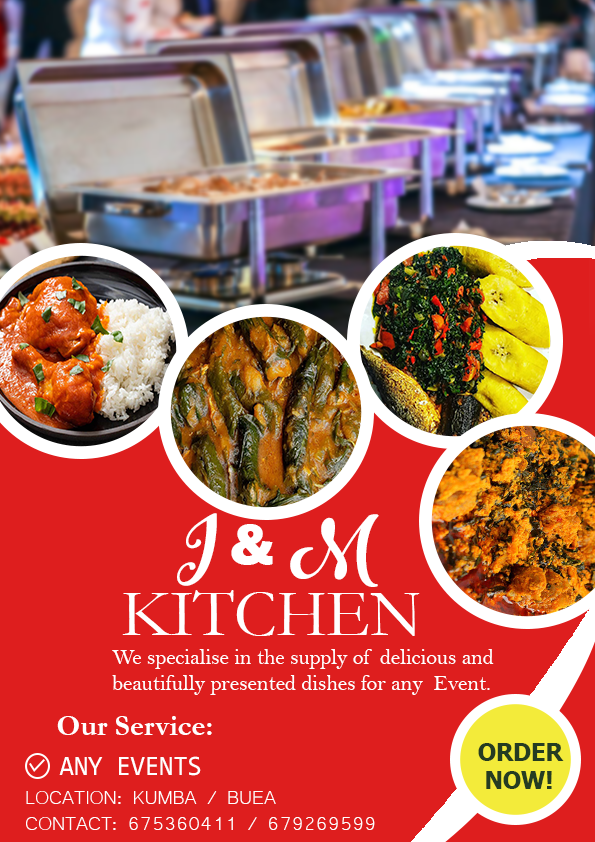 J & M
KITCHEN
We specialise in the supply of delicious and
beautifully presented dishes for any Event.
Our Service:
ANY EVENTS
LOCATION: KUMBA / BUEA
CONTACT: 675360411 / 679269599
ORDER
NOW!